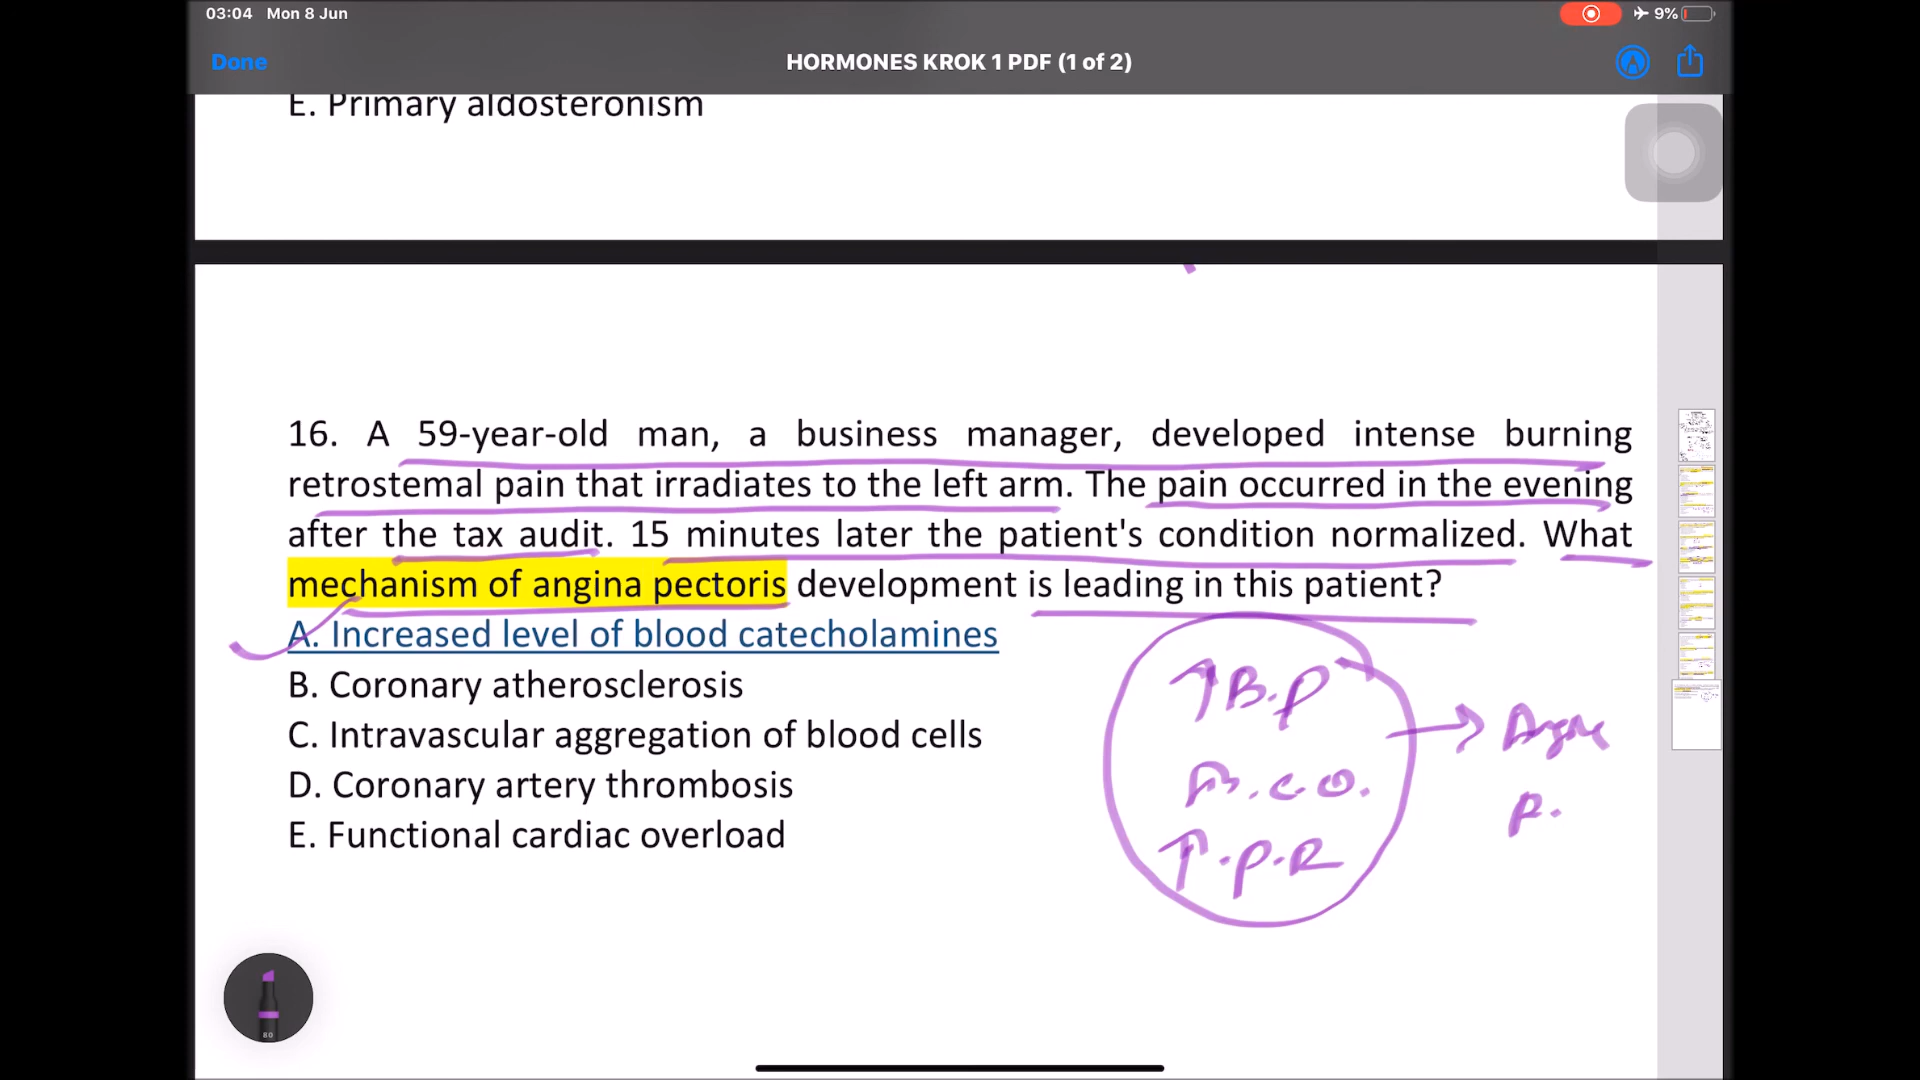 03:04 Mon 8 Jun
9%
Done
HORMONES KROK 1 PDF (1 of 2)
E. Primary aldosteronism
16. A 59-year-old man, a business manager, developed intense burning
retrostemal pain that irradiates to the left arm. The pain occurred in the evening
after the tax audit. 15 minutes later the patient's condition normalized. What
mechanism of angina pectoris development is leading in this patient?
A. Increased level of blood catecholamines
B. Coronary atherosclerosis
C. Intravascular aggregation of blood cells
D. Coronary artery thrombosis
E. Functional cardiac overload
↑B.P
.C.O.
↑.P.R
→
P.
80